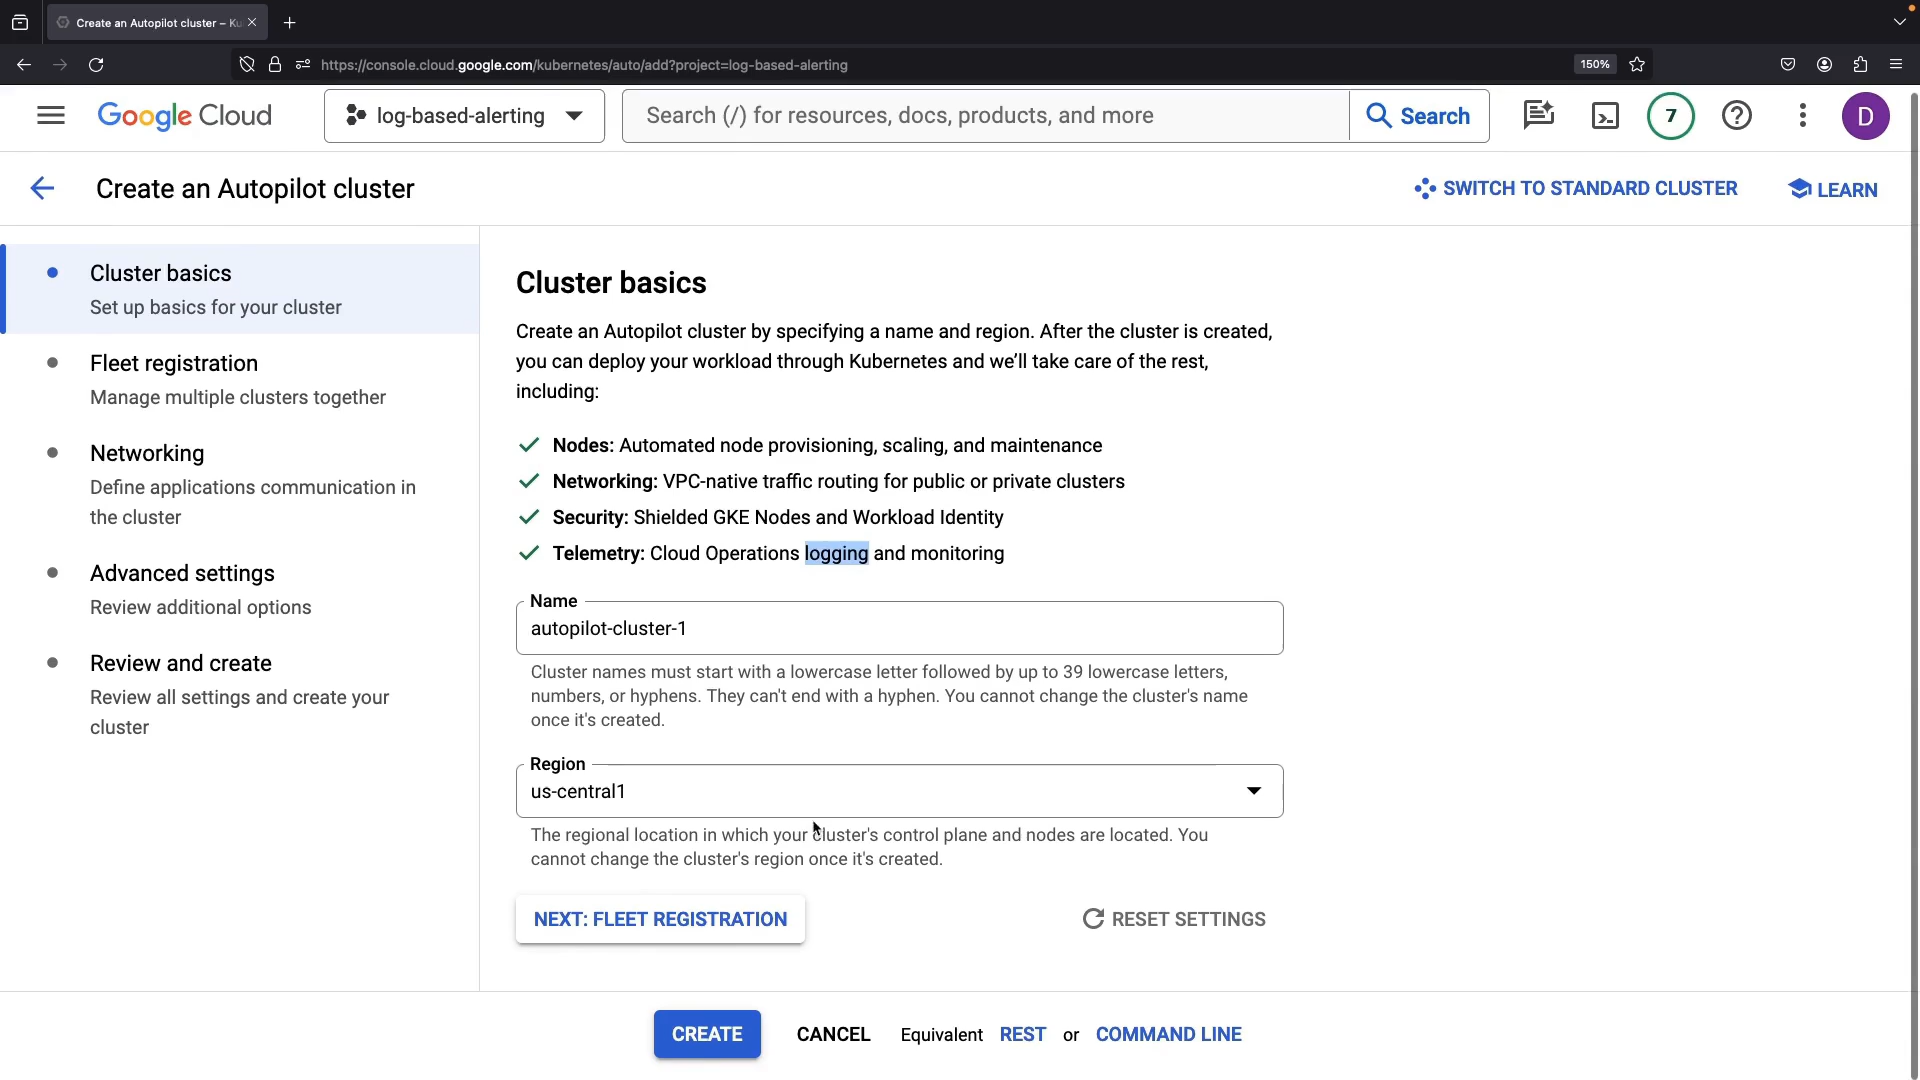 Create an Autopilot cluster – Ku
https://console.cloud.google.com/kubernetes/auto/add?project=log-based-alerting
150%
Google Cloud
log-based-alerting
Search (/) for resources, docs, products, and more
Search
7
D
Create an Autopilot cluster
SWITCH TO STANDARD CLUSTER
LEARN
Cluster basics
Set up basics for your cluster
Fleet registration
Manage multiple clusters together
Networking
Define applications communication in
the cluster
Advanced settings
Review additional options
Review and create
Review all settings and create your
cluster
Cluster basics
Create an Autopilot cluster by specifying a name and region. After the cluster is created,
you can deploy your workload through Kubernetes and we’ll take care of the rest,
including:
Nodes: Automated node provisioning, scaling, and maintenance
Networking: VPC-native traffic routing for public or private clusters
Security: Shielded GKE Nodes and Workload Identity
Telemetry: Cloud Operations logging and monitoring
Name
autopilot-cluster-1
Cluster names must start with a lowercase letter followed by up to 39 lowercase letters,
numbers, or hyphens. They can't end with a hyphen. You cannot change the cluster's name
once it's created.
Region
us-central1
The regional location in which your cluster's control plane and nodes are located. You
cannot change the cluster's region once it's created.
NEXT: FLEET REGISTRATION
RESET SETTINGS
CREATE
CANCEL
Equivalent REST or COMMAND LINE